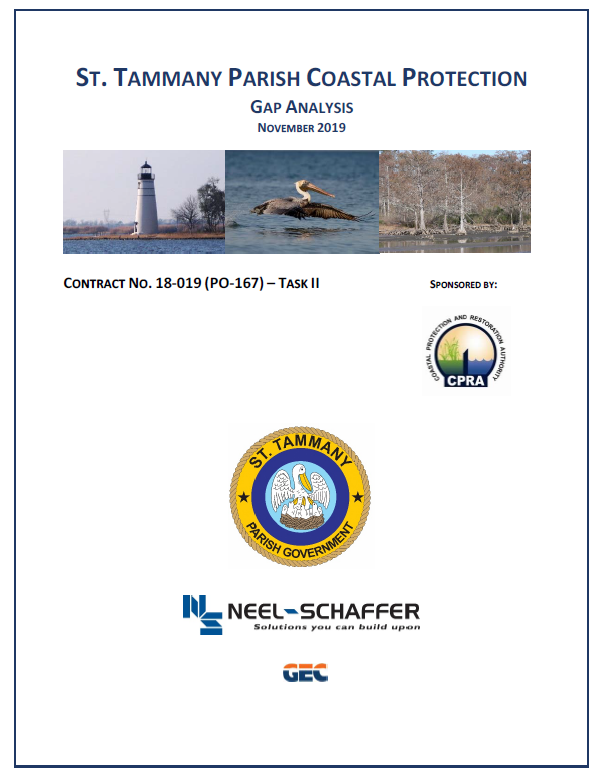 ST. TAMMANY PARISH COASTAL PROTECTION
GAP ANALYSIS
NOVEMBER 2019
CONTRACT NO. 18-019 (PO-167) – TASK II
SPONSORED BY:
COASTAL PROTECTION AND RESTORATION AUTHORITY
CPRA
ST. TAMMANY
PARISH GOVERNMENT
NS NEEL-SCHAFFER
Solutions you can build upon
GEC